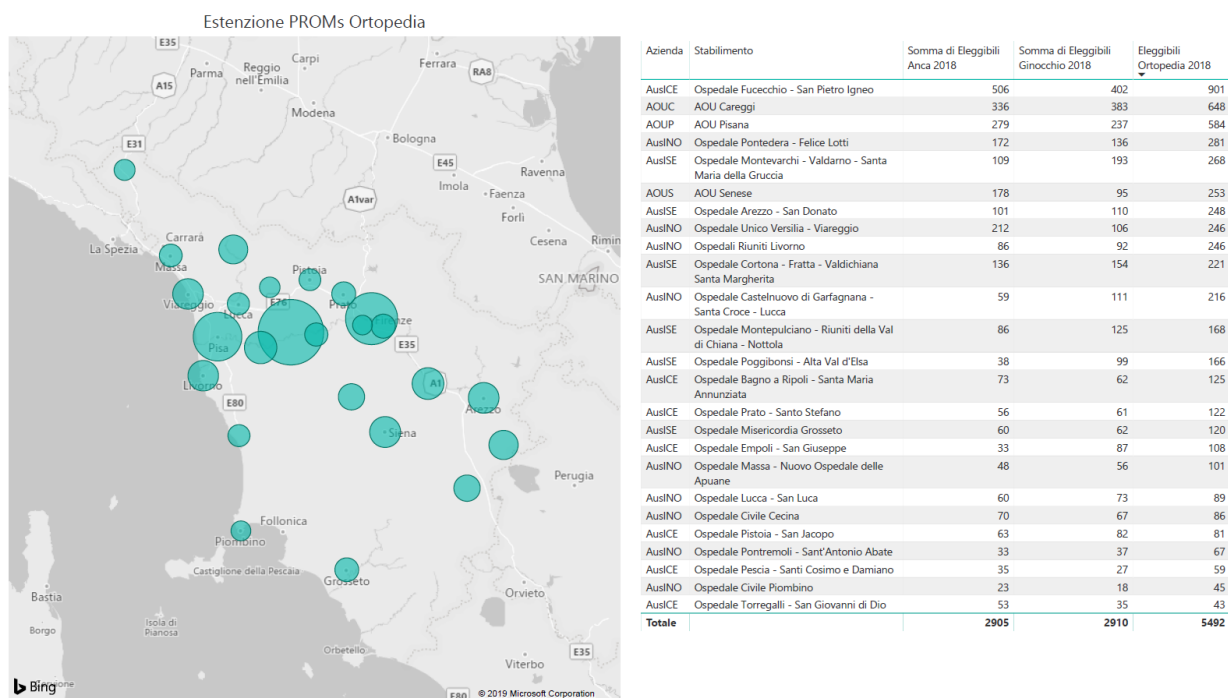 Estenzione PROMs Ortopedia
E35
Carpi
Ferrara
Parma
Reggio
nell'Emilia
RA8
A15
Modena
E31
Bologna
E45
Ravenna
Imola
Faenza
A1var
Forlì
Carrara
La Spezia
Cesena
Rimin
Massa
Pistoia
SAN MARINO
Viareggio
Prato
Lucca
E76
Firenze
Pisa
E35
Livorno
A1
E80
Arezzo
Siena
Perugia
Follonica
Piombino
Castiglione della Pescaia
Grosseto
Orvieto
Bastia
Isola di
Pianosa
Borgo
Orbetello
E35
Viterbo
Bing
E80
© 2019 Microsoft Corporation
Azienda Stabilimento Somma di Eleggibili Somma di Eleggibili Eleggibili
Anca 2018 Ginocchio 2018 Ortopedia 2018
AusICE Ospedale Fucecchio - San Pietro Igneo 506 402 901
AOUC AOU Careggi 336 383 648
AOUP AOU Pisana 279 237 584
AusINO Ospedale Pontedera - Felice Lotti 172 136 281
AusISE Ospedale Montevarchi - Valdarno - Santa 109 193 268
Maria della Gruccia
AOUS AOU Senese 178 95 253
AusISE Ospedale Arezzo - San Donato 101 110 248
AusINO Ospedale Unico Versilia - Viareggio 212 106 246
AusINO Ospedali Riuniti Livorno 86 92 246
AusISE Ospedale Cortona - Fratta - Valdichiana 136 154 221
Santa Margherita
AusINO Ospedale Castelnuovo di Garfagnana - 59 111 216
Santa Croce - Lucca
AusISE Ospedale Montepulciano - Riuniti della Val 86 125 168
di Chiana - Nottola
AusISE Ospedale Poggibonsi - Alta Val d'Elsa 38 99 166
AusICE Ospedale Bagno a Ripoli - Santa Maria 73 62 125
Annunziata
AusICE Ospedale Prato - Santo Stefano 56 61 122
AusISE Ospedale Misericordia Grosseto 60 62 120
AusICE Ospedale Empoli - San Giuseppe 33 87 108
AusINO Ospedale Massa - Nuovo Ospedale delle 48 56 101
Apuane
AusINO Ospedale Lucca - San Luca 60 73 89
AusINO Ospedale Civile Cecina 70 67 86
AusICE Ospedale Pistoia - San Jacopo 63 82 81
AusINO Ospedale Pontremoli - Sant'Antonio Abate 33 37 67
AusICE Ospedale Pescia - Santi Cosimo e Damiano 35 27 59
AusINO Ospedale Civile Piombino 23 18 45
AusICE Ospedale Torregalli - San Giovanni di Dio 53 35 43
Totale 2905 2910 5492